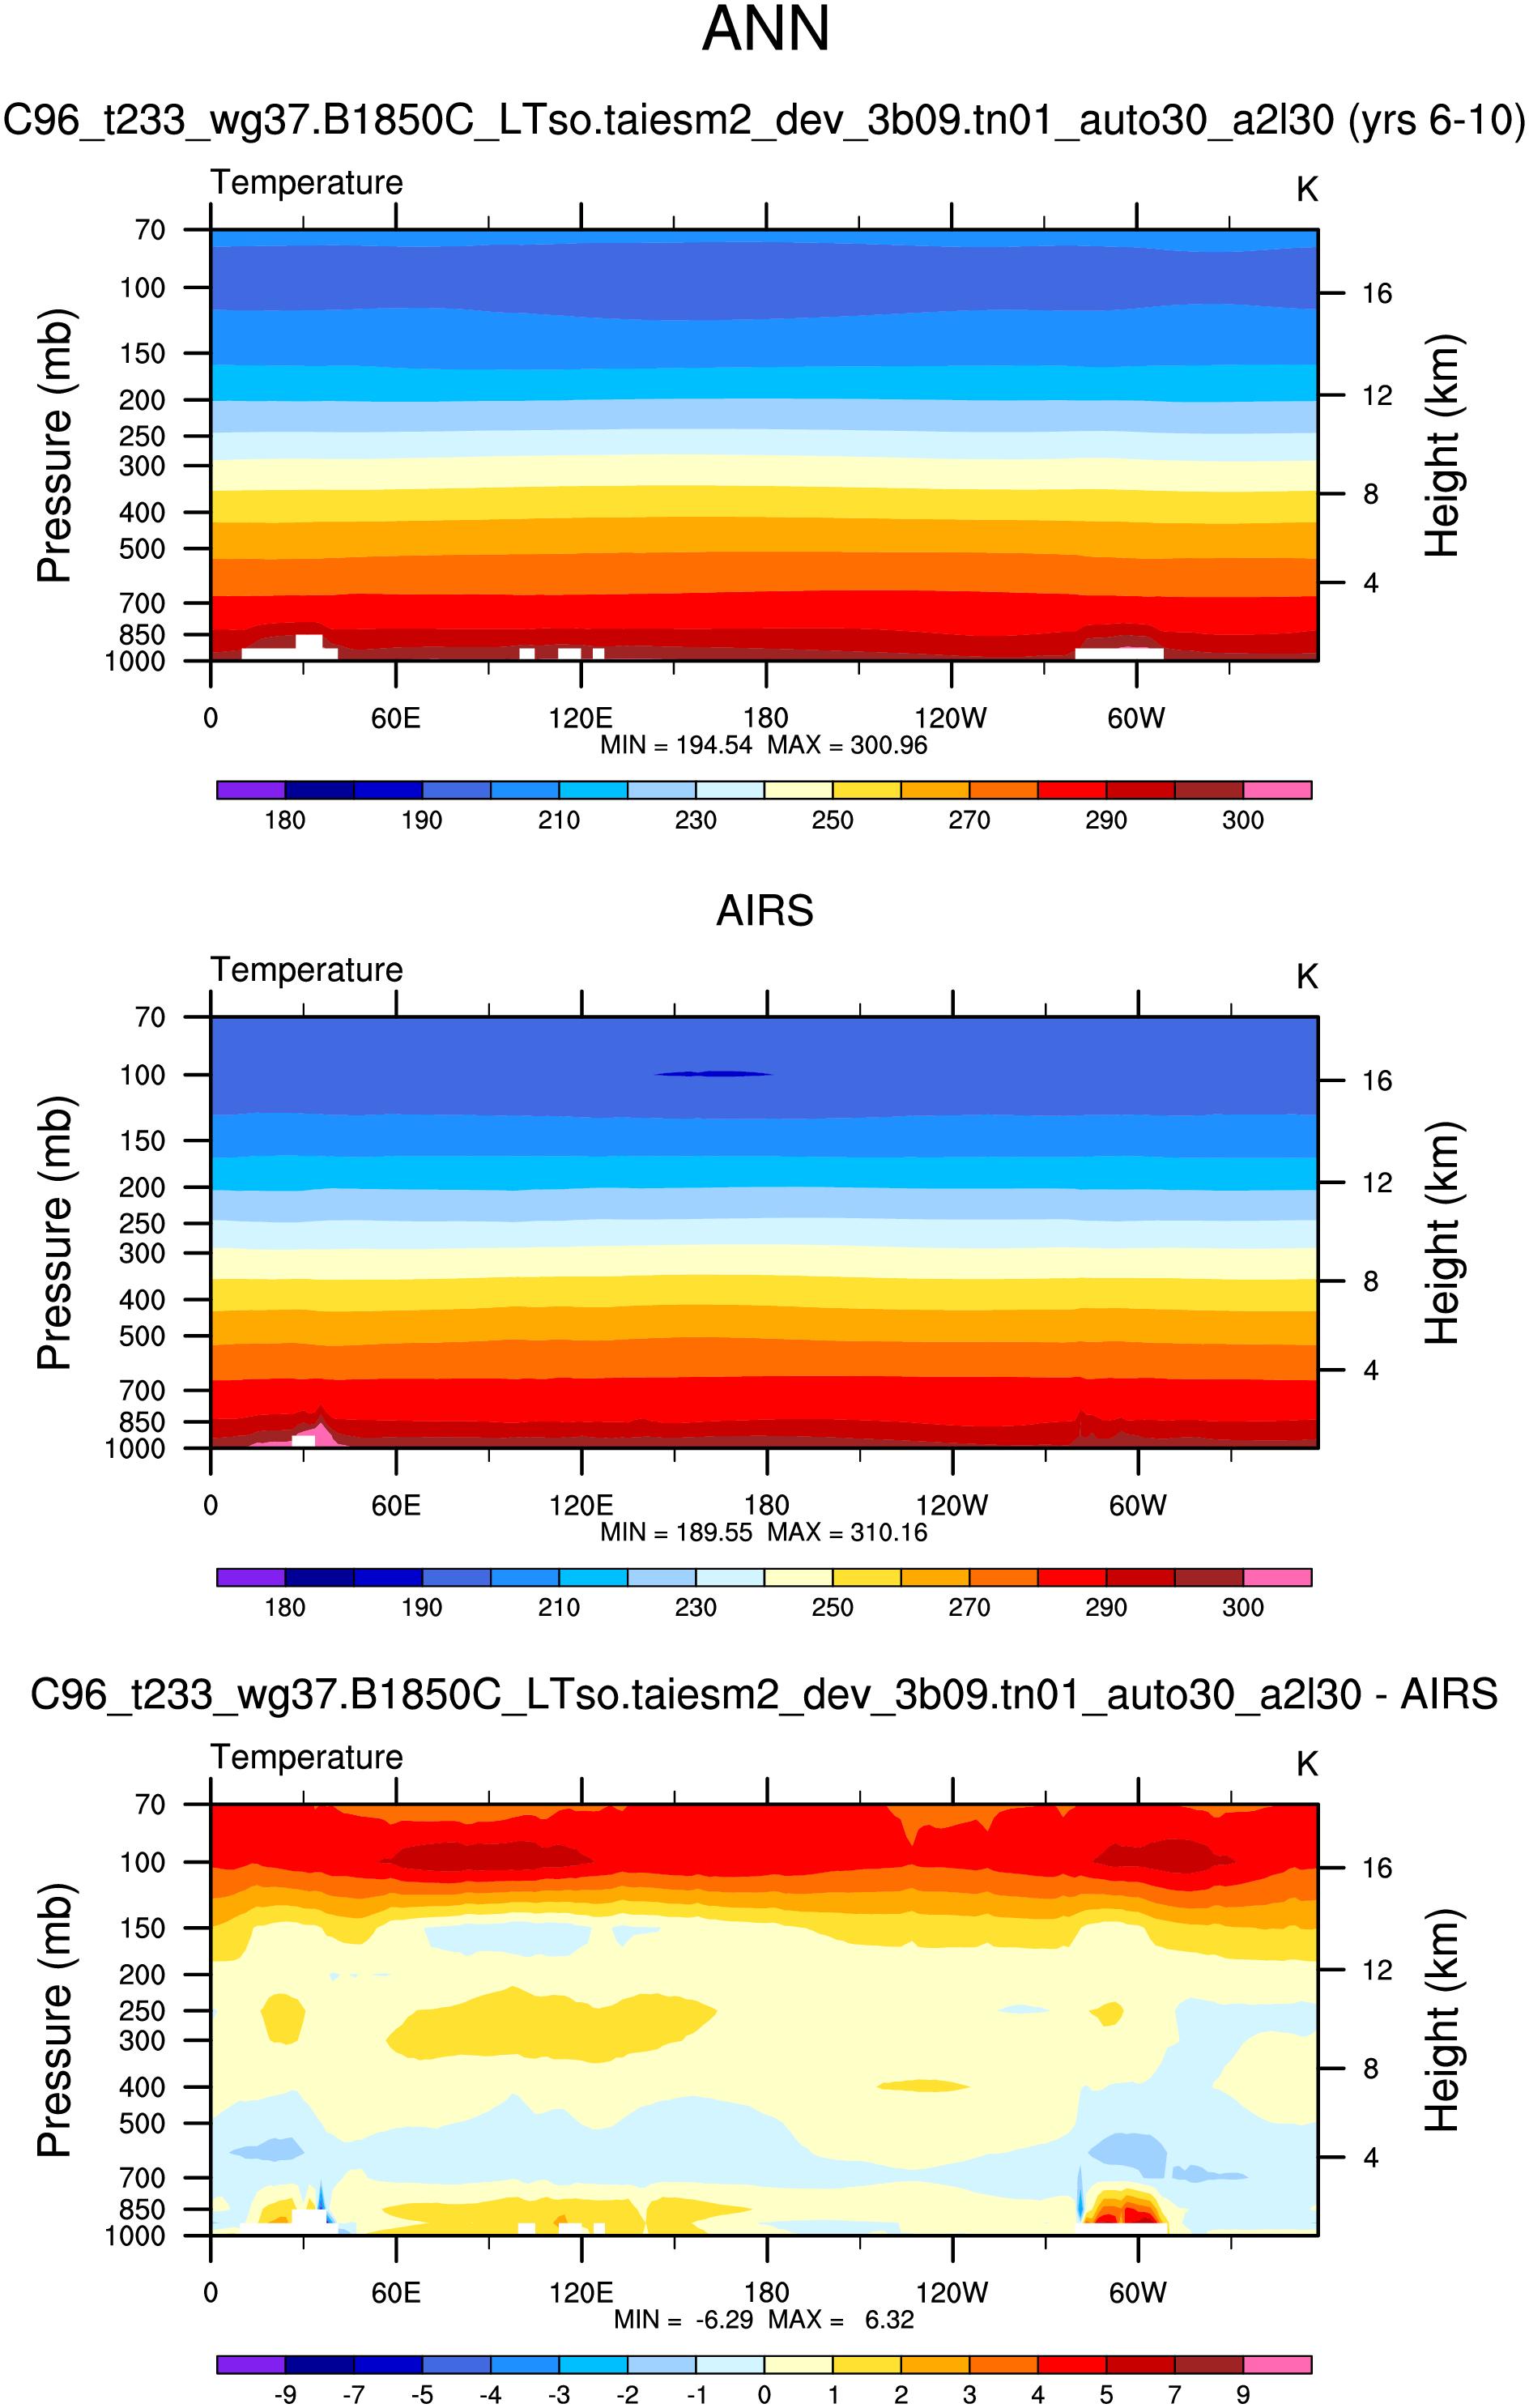 ANN
C96_t233_wg37.B1850C_LTso.taiesm2_dev_3b09.tn01_auto30_a2l30 (yrs 6-10)
Temperature K
Pressure (mb)
70
100
150
200
250
300
400
500
700
850
1000
16
12
8
4
Height (km)
0 60E 120E 180 120W 60W
MIN = 194.54 MAX = 300.96
180 190 210 230 250 270 290 300
AIRS
Temperature K
Pressure (mb)
70
100
150
200
250
300
400
500
700
850
1000
16
12
8
4
Height (km)
0 60E 120E 180 120W 60W
MIN = 189.55 MAX = 310.16
180 190 210 230 250 270 290 300
C96_t233_wg37.B1850C_LTso.taiesm2_dev_3b09.tn01_auto30_a2l30 - AIRS
Temperature K
Pressure (mb)
70
100
150
200
250
300
400
500
700
850
1000
16
12
8
4
Height (km)
0 60E 120E 180 120W 60W
MIN = -6.29 MAX = 6.32
-9 -7 -5 -4 -3 -2 -1 0 1 2 3 4 5 7 9